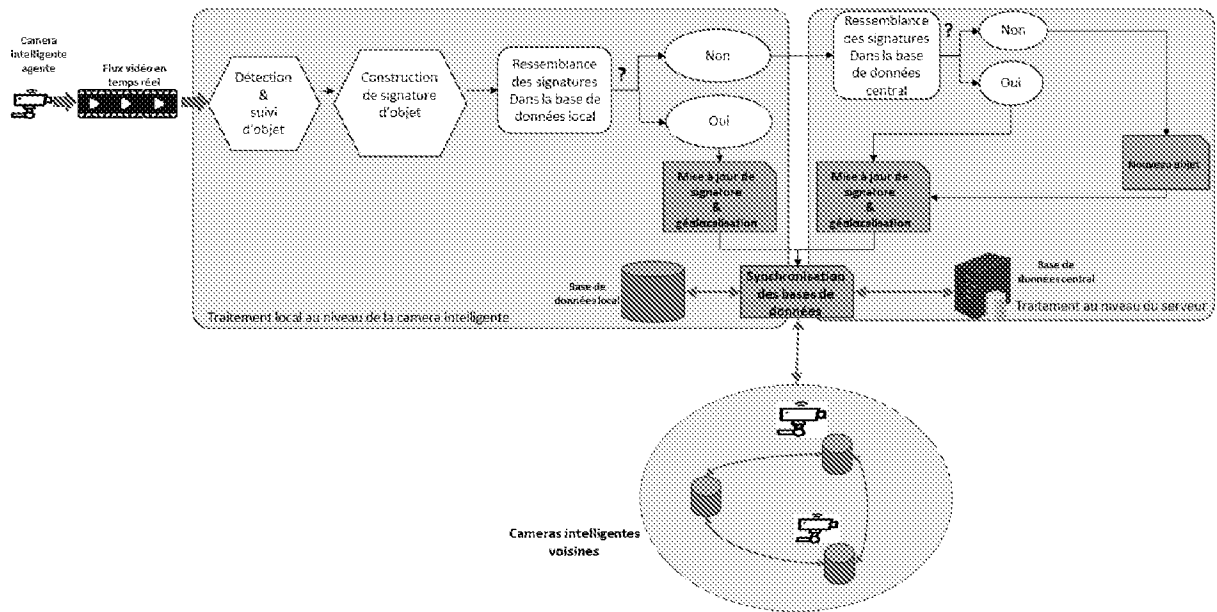 Camera
intelligente
agente
Flux vidéo en
temps réel
Détection
&
suivi
d'objet
Construction
de signature
d'objet
Ressemblance
des signatures
Dans la base de
données local
?
Non
Oui
Mise à jour de
signature
&
géolocalisation
Ressemblance
des signatures
Dans la base
de données
central
?
Non
Oui
Mise à jour de
signature
&
géolocalisation
Nouveau objet
Base de
données local
Synchronisation
des bases de
données
Base de
données central
Traitement local au niveau de la camera intelligente
Traitement au niveau du serveur
Cameras intelligentes
voisines